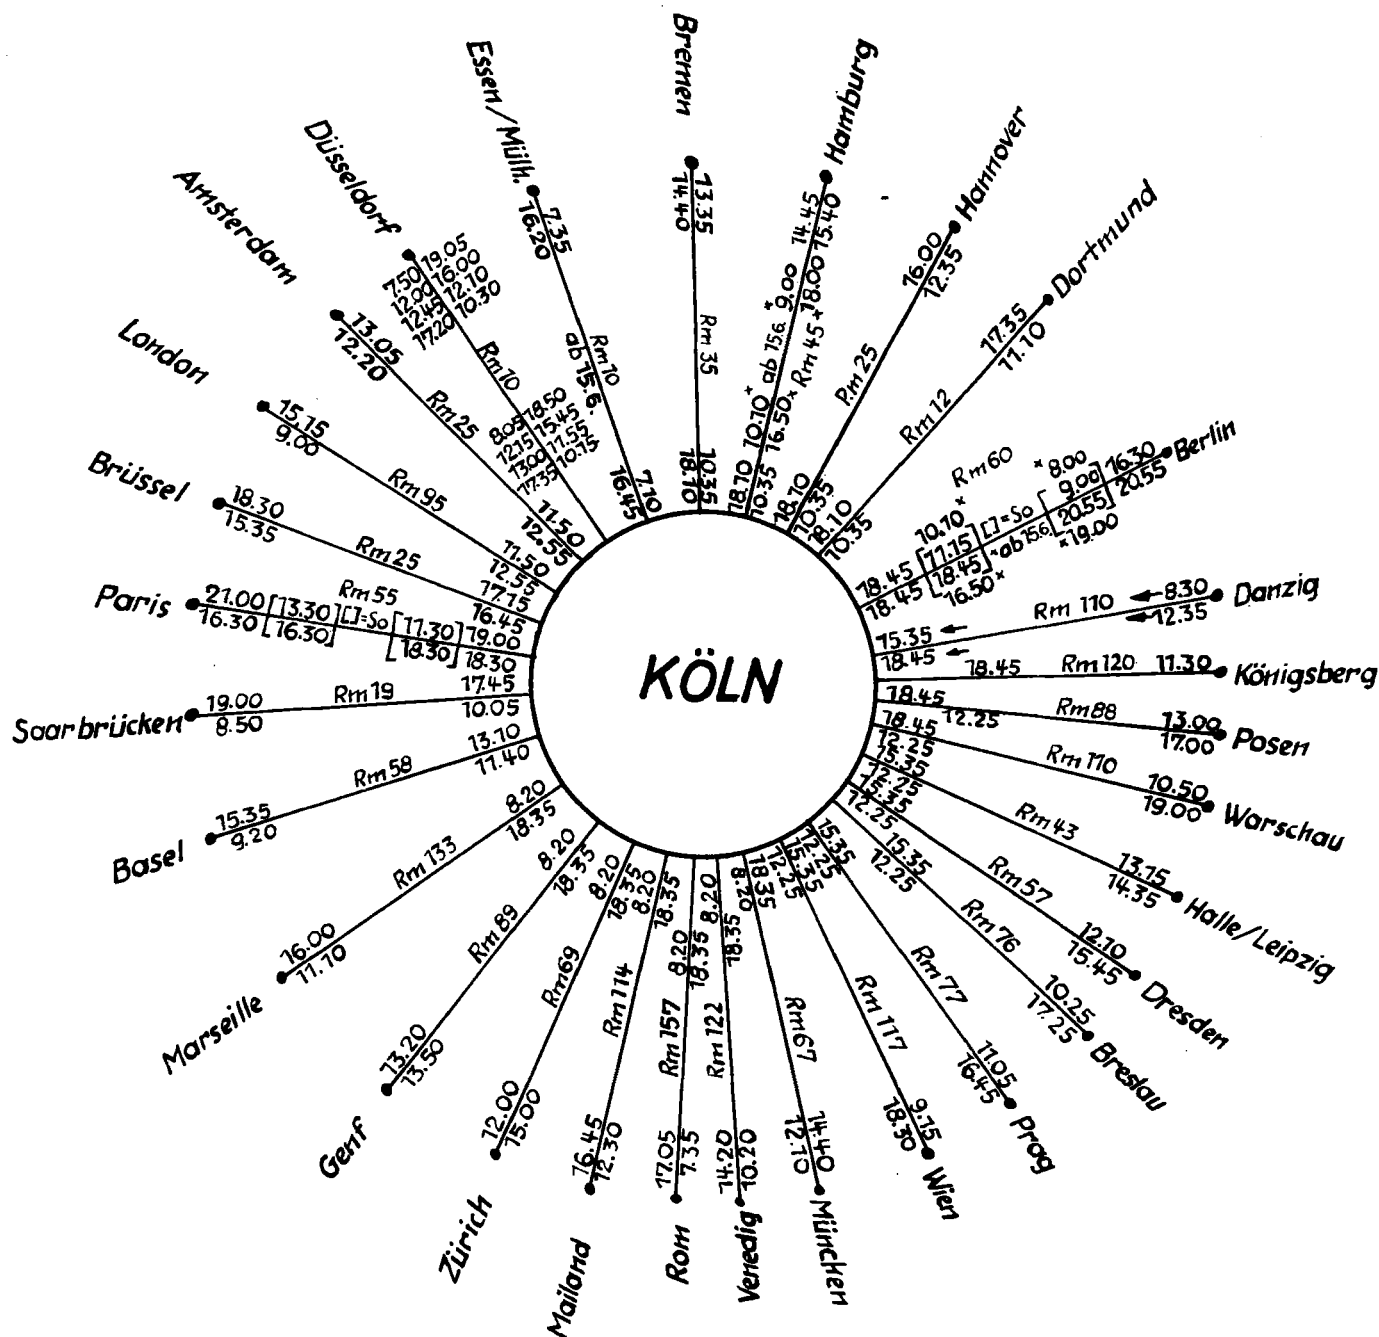 KÖLN
Bremen
13.35
14.40
Rm 35
10.35
18.10
Hamburg
14.45
15.40
× 9.00
18.00
ab 15.6.
Rm 45 +
10.10 ×
16.50 ×
18.10
10.35
Hannover
16.00
12.35
Rm 25
18.10
10.35
Dortmund
17.35
11.10
Rm 12
18.10
10.35
Berlin
16.30
20.55
[9.00]
[20.55]
× 8.00
×19.00
Rm 60
[ ] = So
× ab 15.6.
10.10 ×
[11.15]
[18.45]
16.50 ×
18.45
18.45
Danzig
8.30
12.35
Rm 110
15.35
18.45
Königsberg
11.30
Rm 120
18.45
Posen
13.00
17.00
Rm 88
18.45
12.25
Warschau
10.50
19.00
Rm 110
18.45
12.25
Halle/Leipzig
13.15
14.35
Rm 43
15.35
12.25
Dresden
12.10
15.45
Rm 57
15.35
12.25
Breslau
10.25
17.25
Rm 76
15.35
12.25
Prag
11.05
16.45
Rm 77
15.35
12.25
Wien
9.15
18.30
Rm 117
15.35
12.25
München
14.40
12.10
Rm 67
18.35
8.20
Venedig
14.20
10.20
Rm 122
8.20
18.35
Rom
17.05
7.35
Rm 157
8.20
18.35
Mailand
16.45
12.30
Rm 114
8.20
18.35
Zürich
12.00
15.00
Rm 69
8.20
18.35
Genf
13.20
13.50
Rm 89
8.20
18.35
Marseille
16.00
11.10
Rm 133
8.20
18.35
Basel
15.35
9.20
Rm 58
13.10
11.40
Saarbrücken
19.00
8.50
Rm 19
17.45
10.05
Paris
21.00
16.30
[13.30]
[16.30]
Rm 55
[ ] = So
[11.30]
[18.30]
19.00
18.30
Brüssel
18.30
15.35
Rm 25
17.15
16.45
London
15.15
9.00
Rm 95
11.50
12.55
Amsterdam
13.05
12.20
Rm 25
11.50
12.55
Düsseldorf
7.50 19.05
12.00 16.00
12.45 12.10
17.20 10.30
Rm 10
8.05 18.50
12.15 15.45
13.00 11.55
17.35 10.15
Essen/Mülh.
7.35
16.20
Rm 10
ab 15.6.
7.10
16.45